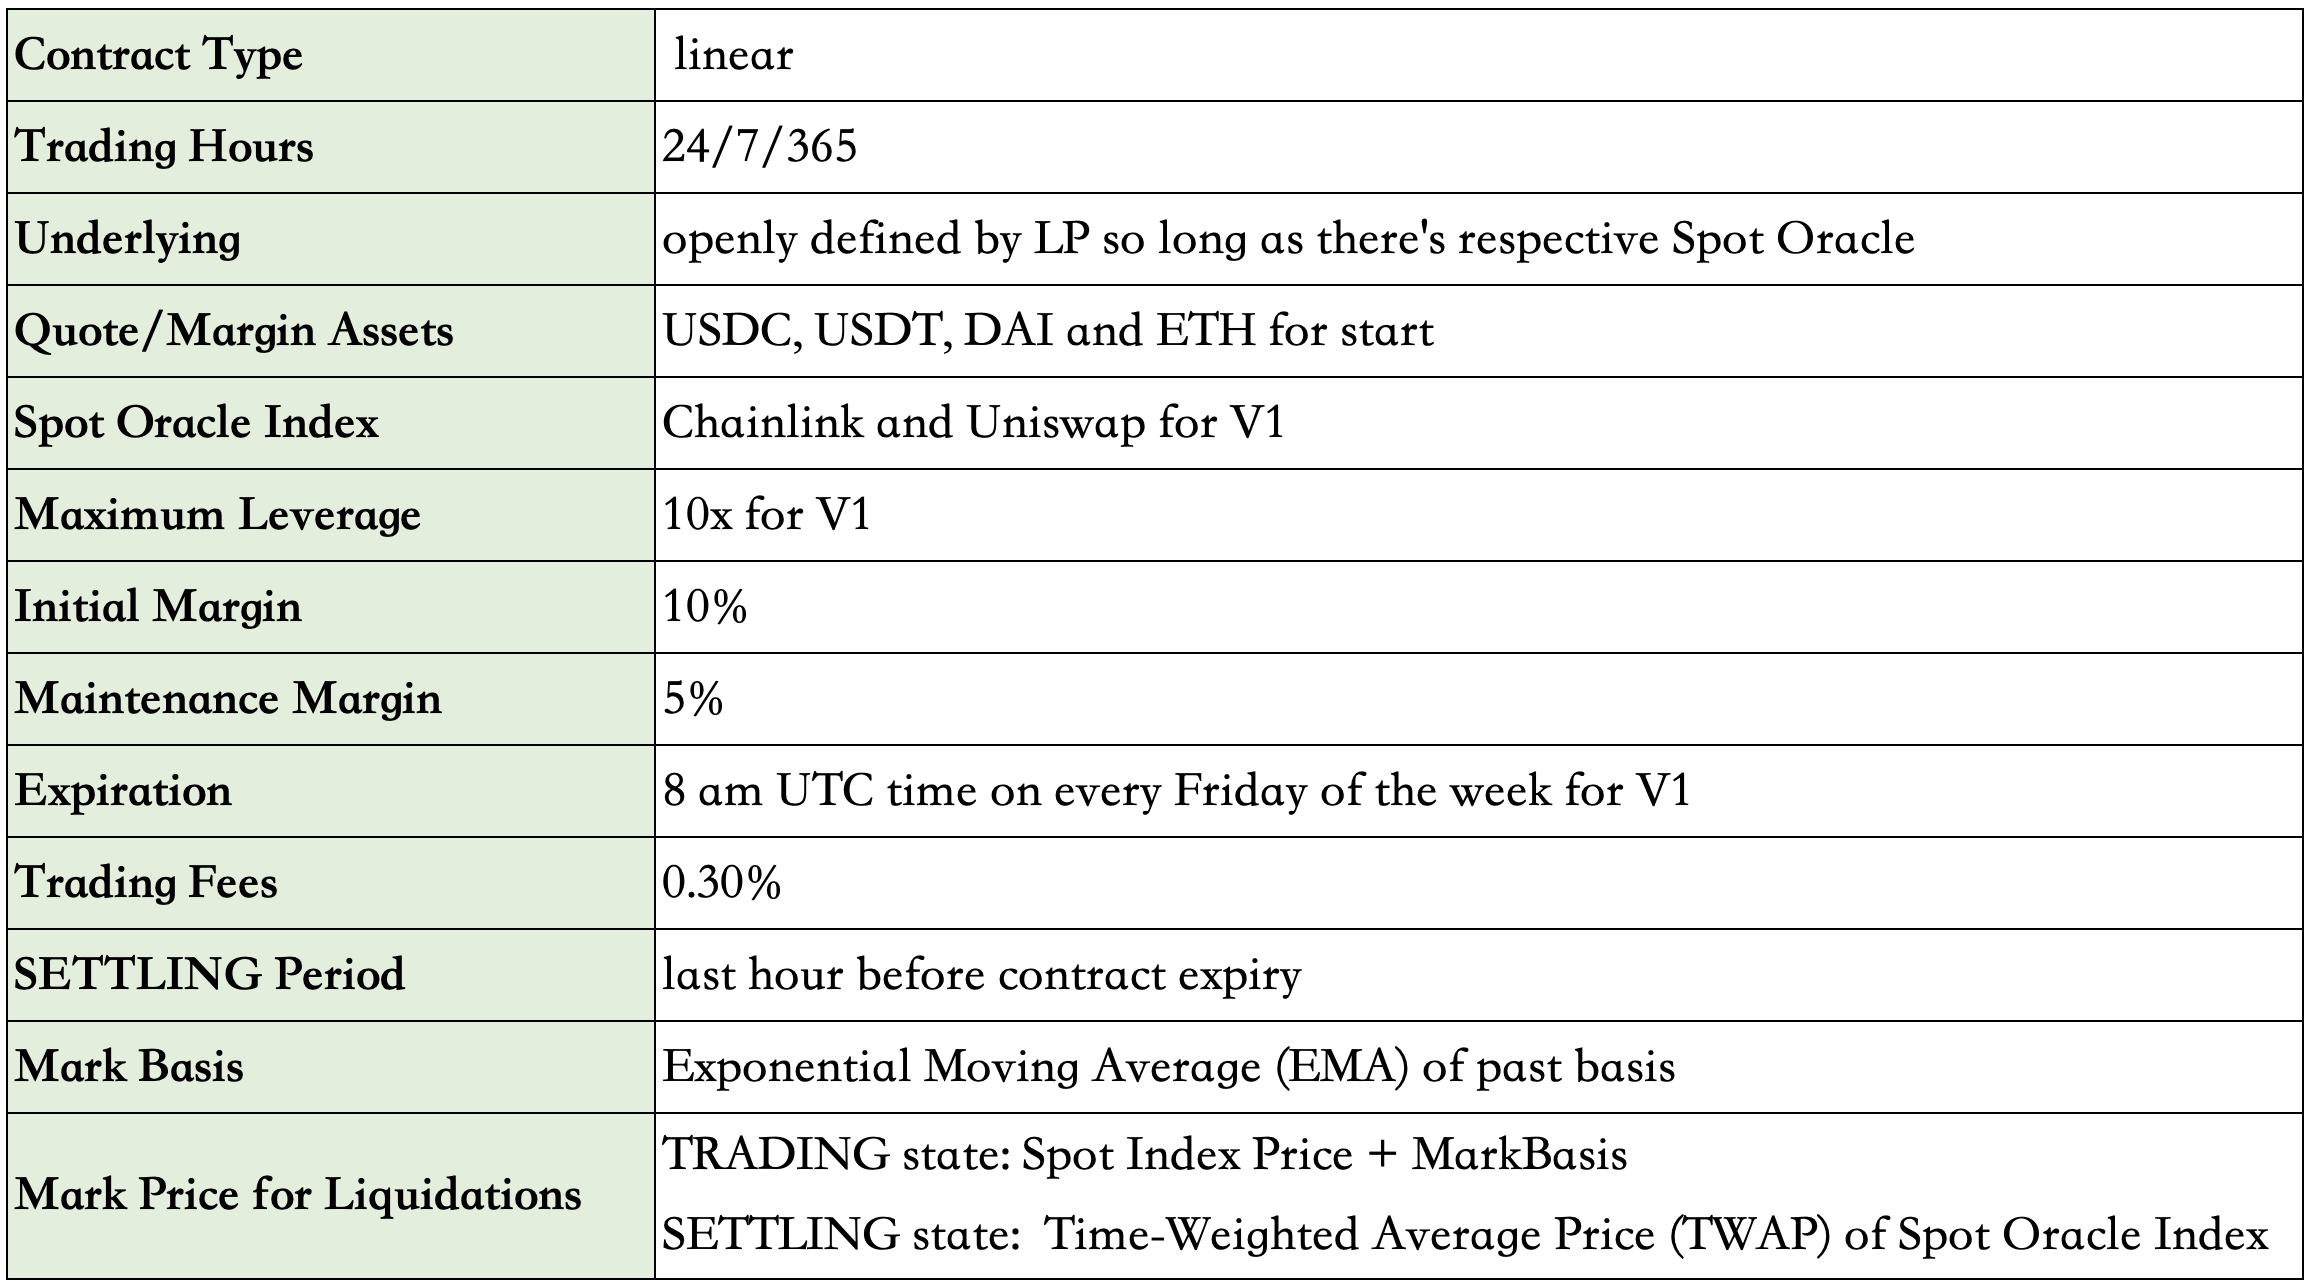 Contract Type linear
Trading Hours 24/7/365
Underlying openly defined by LP so long as there's respective Spot Oracle
Quote/Margin Assets USDC, USDT, DAI and ETH for start
Spot Oracle Index Chainlink and Uniswap for V1
Maximum Leverage 10x for V1
Initial Margin 10%
Maintenance Margin 5%
Expiration 8 am UTC time on every Friday of the week for V1
Trading Fees 0.30%
SETTLING Period last hour before contract expiry
Mark Basis Exponential Moving Average (EMA) of past basis
Mark Price for Liquidations
TRADING state: Spot Index Price + MarkBasis
SETTLING state: Time-Weighted Average Price (TWAP) of Spot Oracle Index